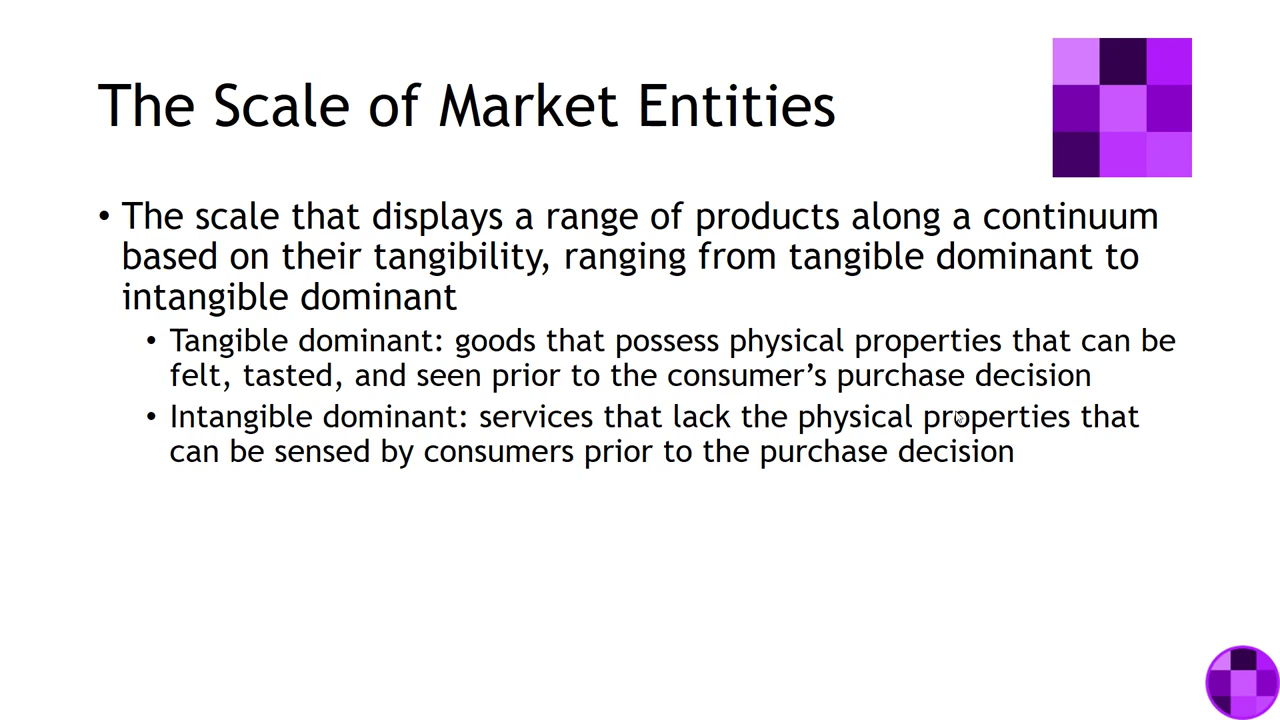 The Scale of Market Entities
• The scale that displays a range of products along a continuum
based on their tangibility, ranging from tangible dominant to
intangible dominant
• Tangible dominant: goods that possess physical properties that can be
felt, tasted, and seen prior to the consumer’s purchase decision
• Intangible dominant: services that lack the physical properties that
can be sensed by consumers prior to the purchase decision